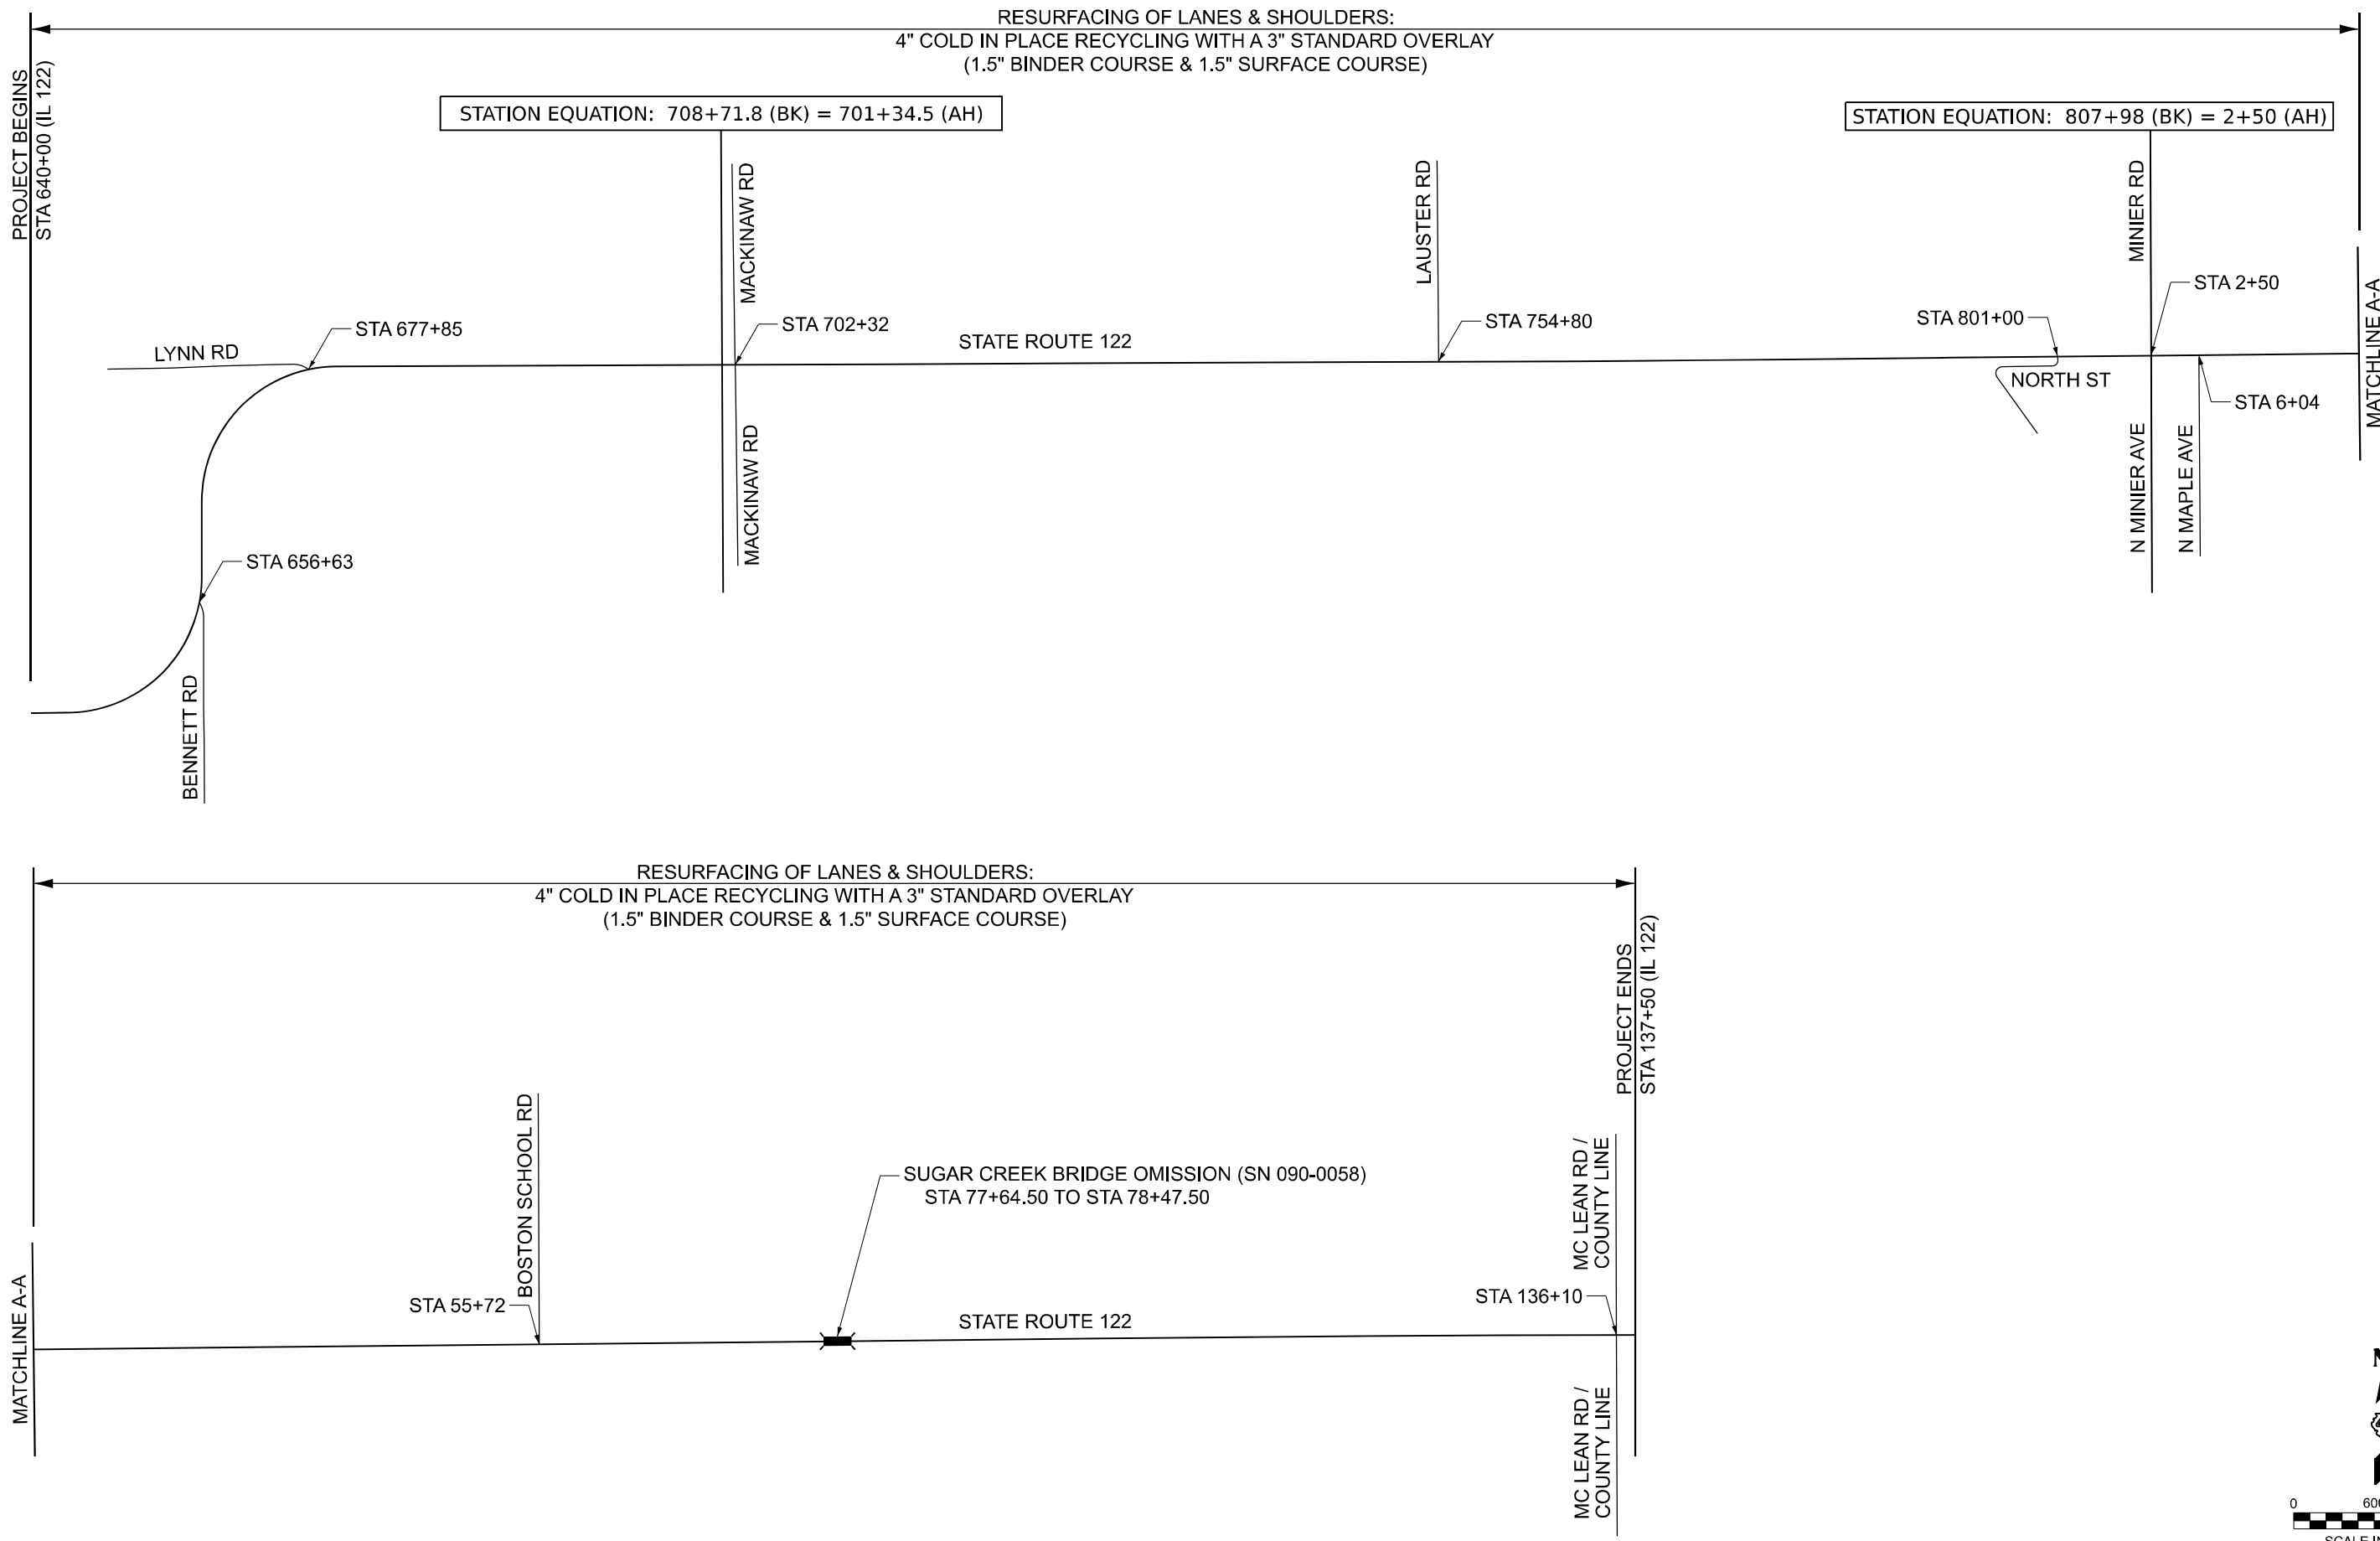 RESURFACING OF LANES & SHOULDERS:
4" COLD IN PLACE RECYCLING WITH A 3" STANDARD OVERLAY
(1.5" BINDER COURSE & 1.5" SURFACE COURSE)
PROJECT BEGINS
STA 640+00 (IL 122)
STATION EQUATION: 708+71.8 (BK) = 701+34.5 (AH)
STATION EQUATION: 807+98 (BK) = 2+50 (AH)
MACKINAW RD
LAUSTER RD
MINIER RD
STA 2+50
MATCHLINE A-A
LYNN RD
STA 677+85
STA 702+32
STATE ROUTE 122
STA 754+80
STA 801+00
NORTH ST
STA 6+04
MACKINAW RD
N MINIER AVE
N MAPLE AVE
STA 656+63
BENNETT RD
RESURFACING OF LANES & SHOULDERS:
4" COLD IN PLACE RECYCLING WITH A 3" STANDARD OVERLAY
(1.5" BINDER COURSE & 1.5" SURFACE COURSE)
PROJECT ENDS
STA 137+50 (IL 122)
BOSTON SCHOOL RD
SUGAR CREEK BRIDGE OMISSION (SN 090-0058)
STA 77+64.50 TO STA 78+47.50
MC LEAN RD /
COUNTY LINE
MATCHLINE A-A
STA 55+72
STATE ROUTE 122
STA 136+10
MC LEAN RD /
COUNTY LINE
0